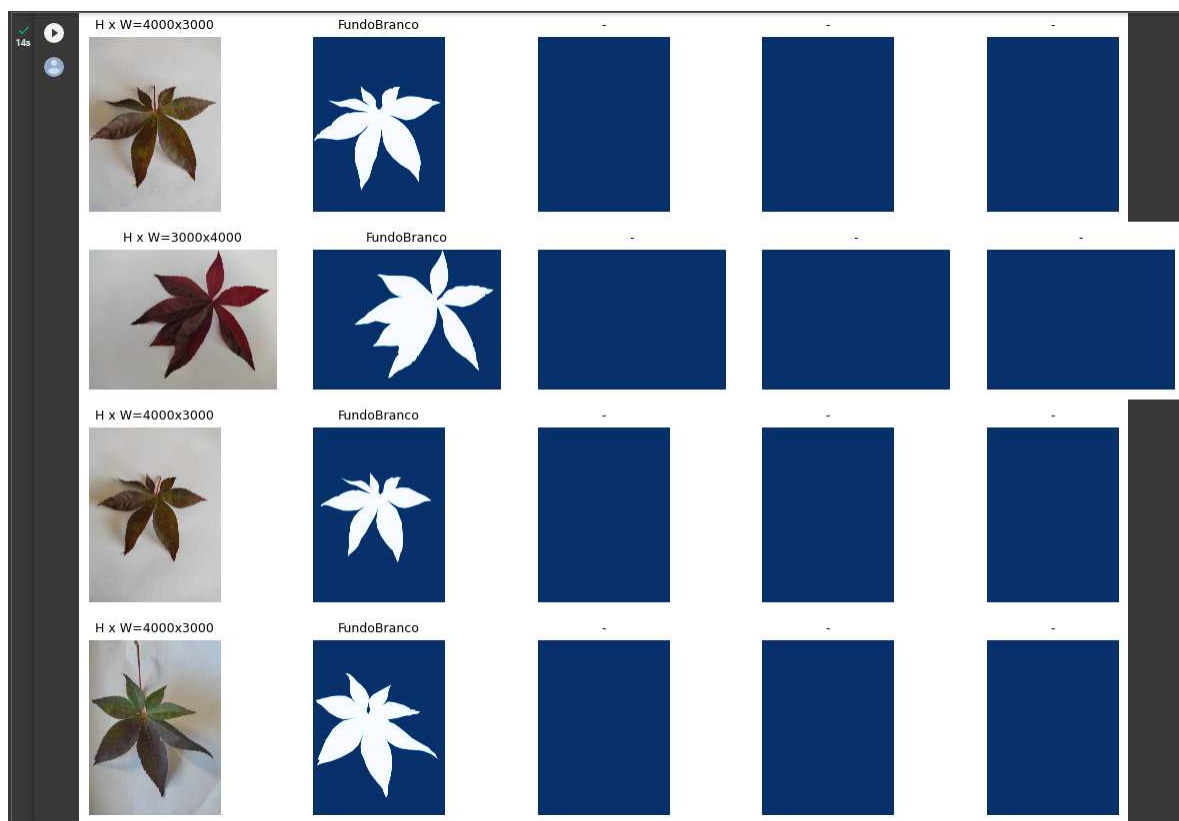 H x W=4000x3000 FundoBranco - - -
14s
H x W=3000x4000 FundoBranco - - -
H x W=4000x3000 FundoBranco - - -
H x W=4000x3000 FundoBranco - - -